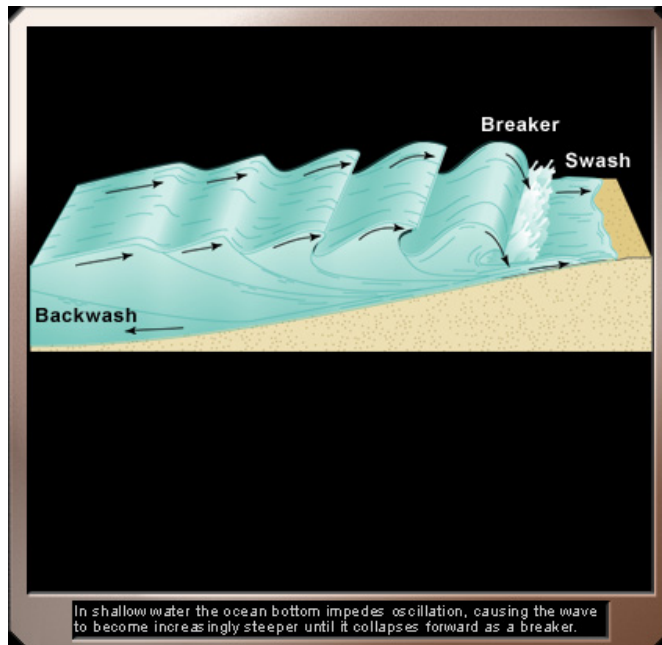 Breaker
Swash
Backwash
In shallow water the ocean bottom impedes oscillation, causing the wave
to become increasingly steeper until it collapses forward as a breaker.